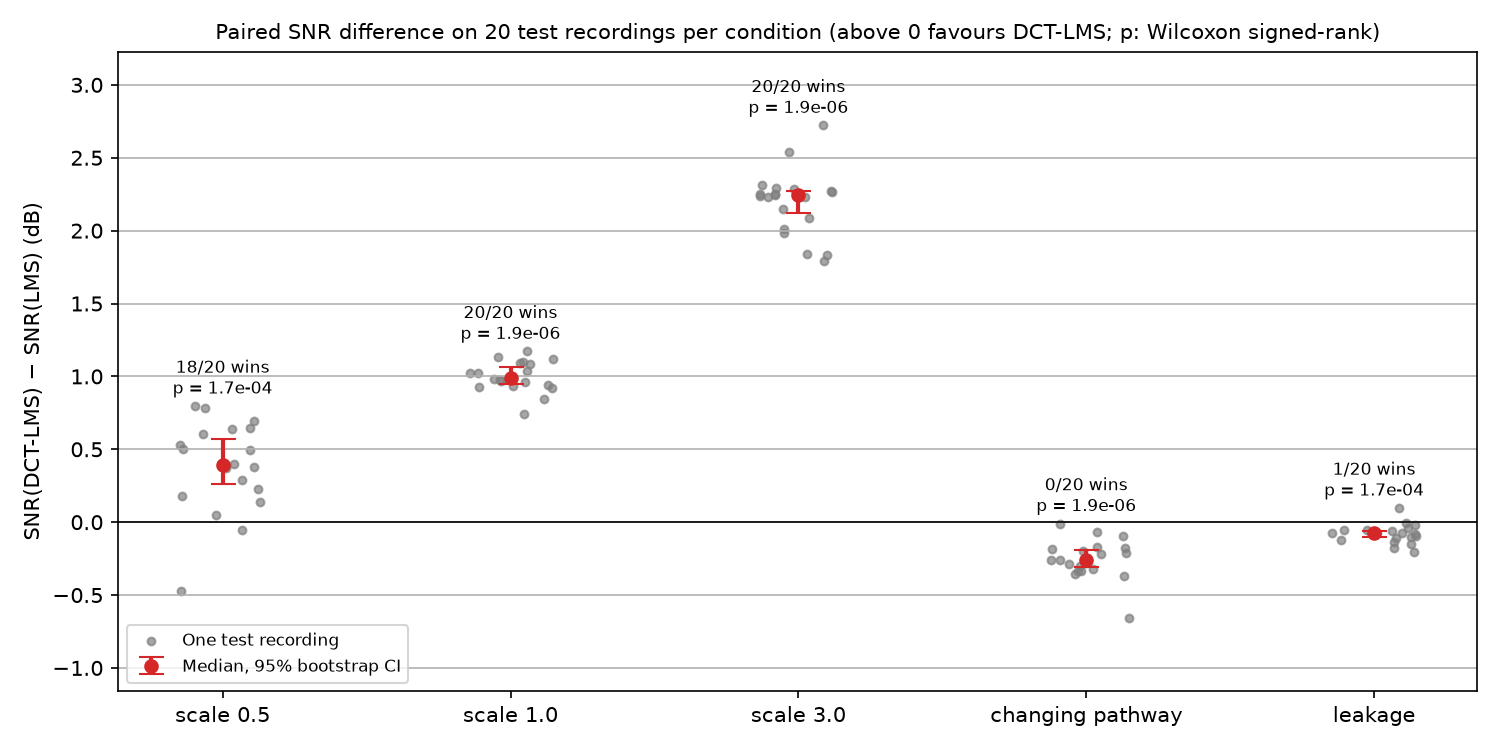 Paired SNR difference on 20 test recordings per condition (above 0 favours DCT-LMS; p: Wilcoxon signed-rank)
SNR(DCT-LMS) − SNR(LMS) (dB)
3.0
2.5
2.0
1.5
1.0
0.5
0.0
−0.5
−1.0
18/20 wins
p = 1.7e-04
20/20 wins
p = 1.9e-06
20/20 wins
p = 1.9e-06
0/20 wins
p = 1.9e-06
1/20 wins
p = 1.7e-04
One test recording
Median, 95% bootstrap CI
scale 0.5
scale 1.0
scale 3.0
changing pathway
leakage